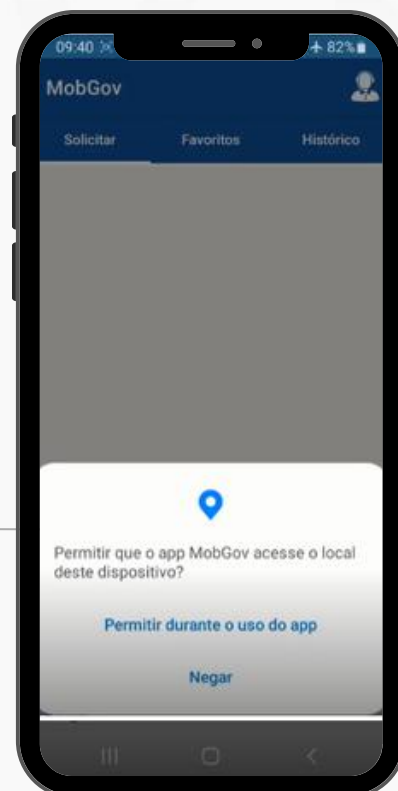 09:40
82%
MobGov
Solicitar Favoritos Histórico
Permitir que o app MobGov acesse o local
deste dispositivo?
Permitir durante o uso do app
Negar